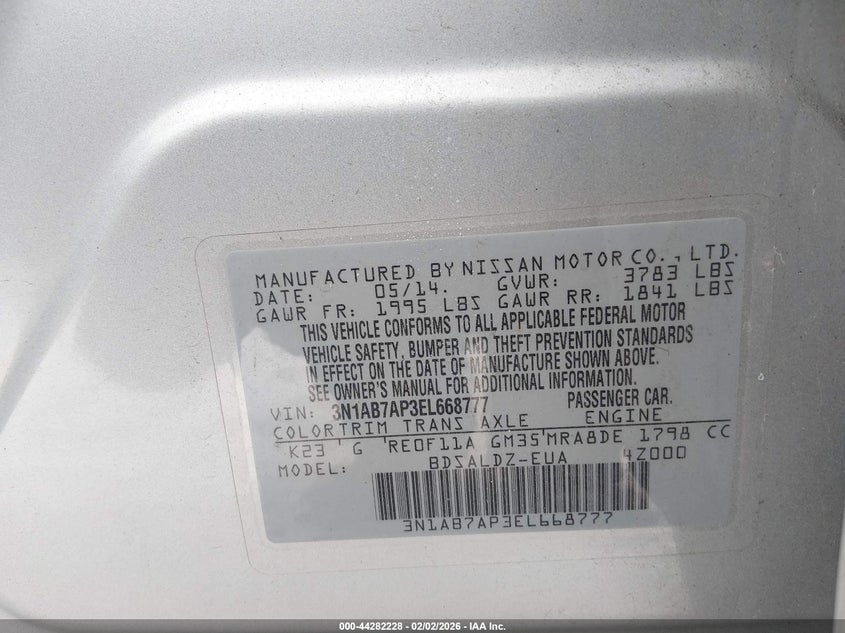 MANUFACTURED BY NISSAN MOTOR CO., LTD.
DATE: 05/14. GVWR: 3783 LBS
GAWR FR: 1995 LBS GAWR RR: 1841 LBS
THIS VEHICLE CONFORMS TO ALL APPLICABLE FEDERAL MOTOR
VEHICLE SAFETY, BUMPER AND THEFT PREVENTION STANDARDS
IN EFFECT ON THE DATE OF MANUFACTURE SHOWN ABOVE.
SEE OWNER'S MANUAL FOR ADDITIONAL INFORMATION.
VIN: 3N1AB7AP3EL668777 PASSENGER CAR.
COLOR TRIM TRANS AXLE ENGINE
K23 G RE0F11A GM35 MRA8DE 1798 CC
MODEL: BDSALDZ-EUA 4Z000
3N1AB7AP3EL668777
000-44282228 - 02/02/2026 - IAA Inc.